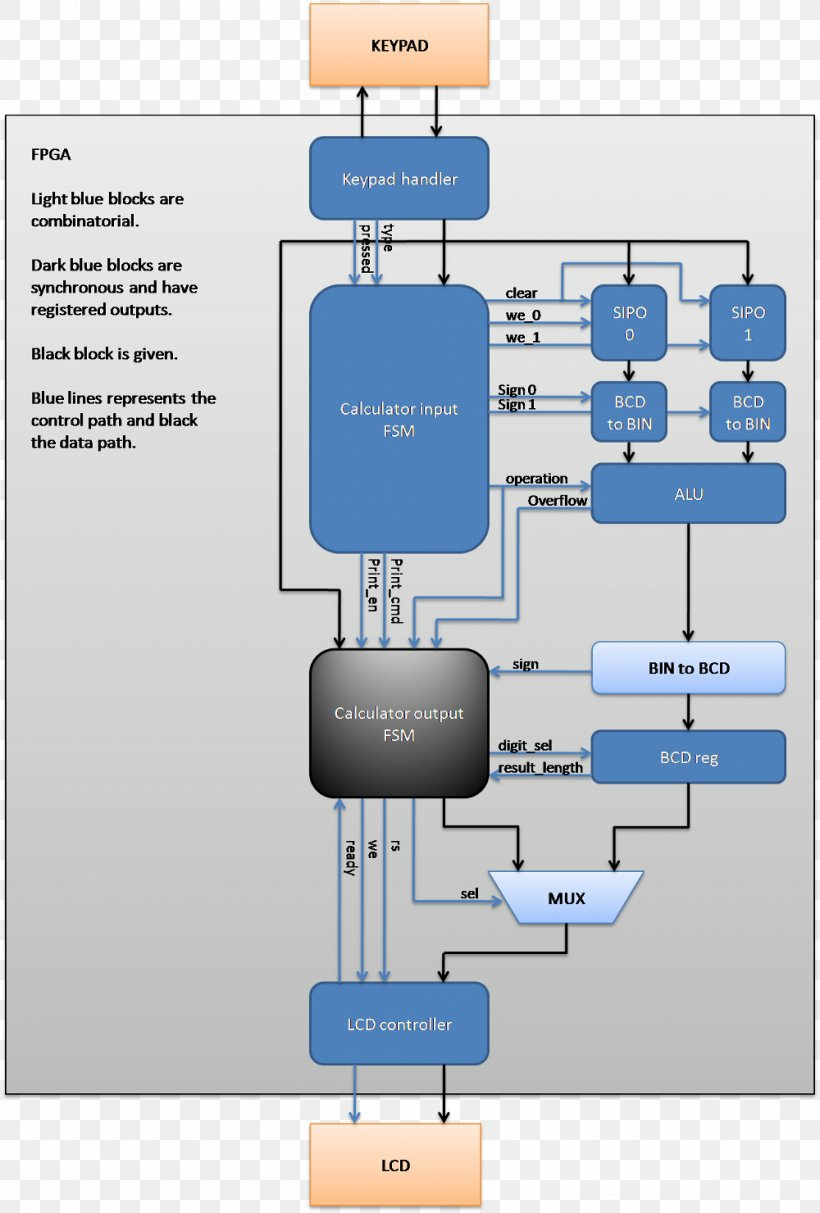 KEYPAD
FPGA
Light blue blocks are
combinatorial.
Dark blue blocks are
synchronous and have
registered outputs.
Black block is given.
Blue lines represents the
control path and black
the data path.
Keypad handler
pressed
type
Calculator input
FSM
clear
we_0
we_1
SIPO
0
SIPO
1
Sign 0
Sign 1
BCD
to BIN
BCD
to BIN
operation
Overflow
ALU
Print_en
Print_cmd
Calculator output
FSM
sign
BIN to BCD
digit_sel
result_length
BCD reg
ready
we
rs
sel
MUX
LCD controller
LCD